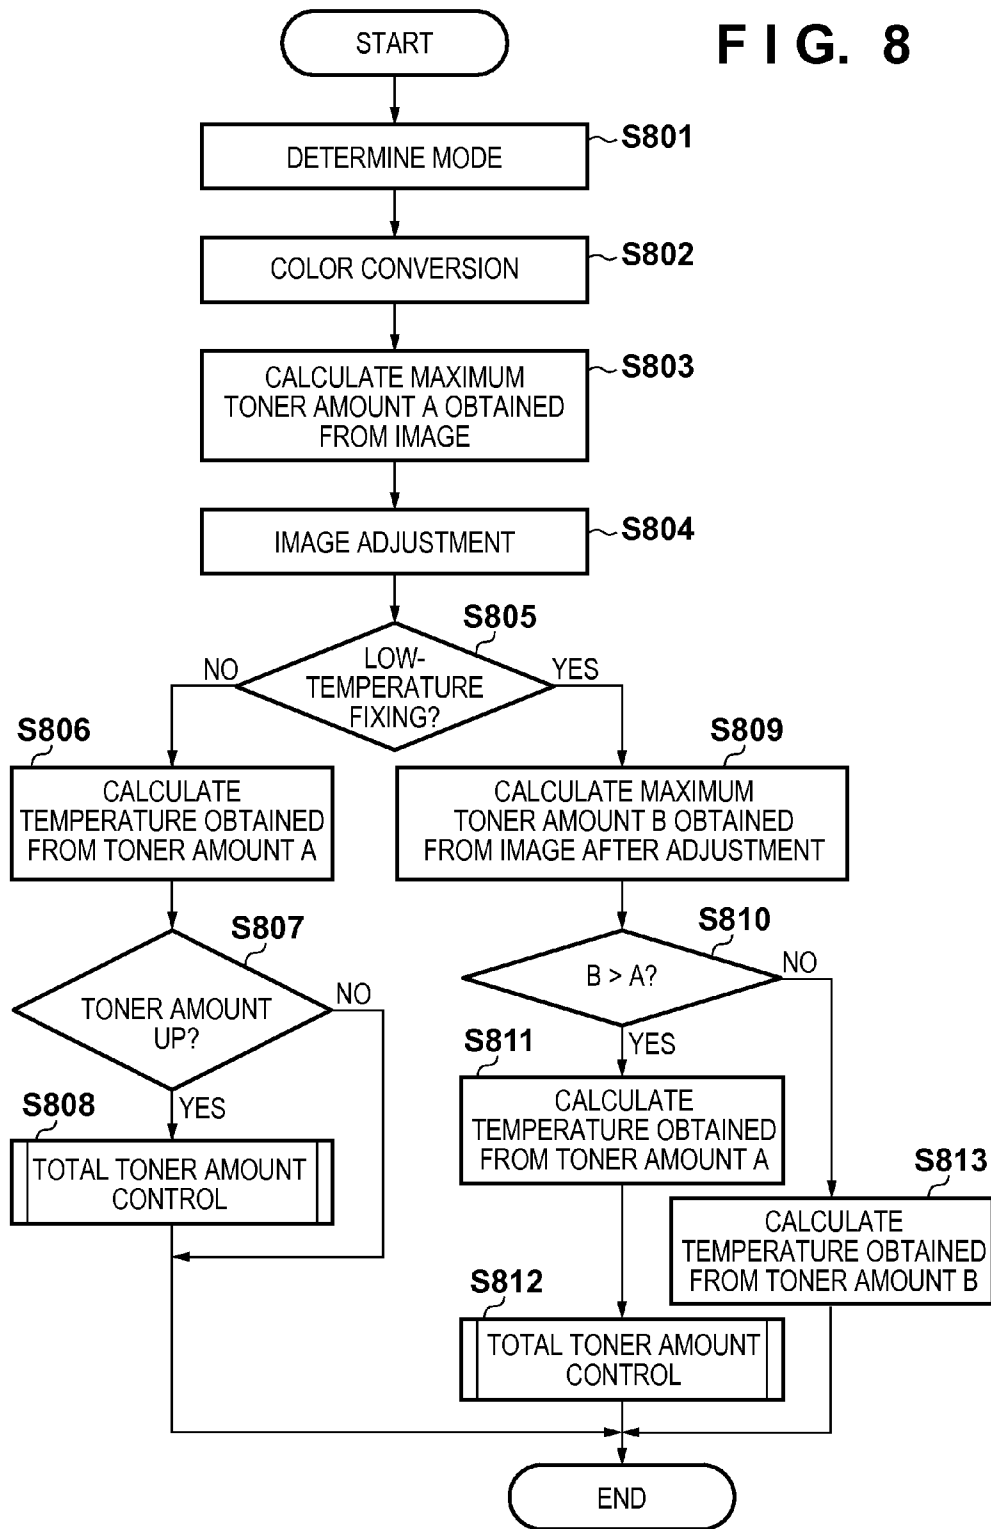 START
F I G. 8
S801
DETERMINE MODE
S802
COLOR CONVERSION
S803
CALCULATE MAXIMUM
TONER AMOUNT A OBTAINED
FROM IMAGE
S804
IMAGE ADJUSTMENT
S805
LOW-
TEMPERATURE
FIXING?
NO
YES
S806
CALCULATE
TEMPERATURE OBTAINED
FROM TONER AMOUNT A
S809
CALCULATE MAXIMUM
TONER AMOUNT B OBTAINED
FROM IMAGE AFTER ADJUSTMENT
S807
TONER AMOUNT
UP?
NO
YES
S810
B > A?
NO
YES
S808
TOTAL TONER AMOUNT
CONTROL
S811
CALCULATE
TEMPERATURE OBTAINED
FROM TONER AMOUNT A
S813
CALCULATE
TEMPERATURE OBTAINED
FROM TONER AMOUNT B
S812
TOTAL TONER AMOUNT
CONTROL
END